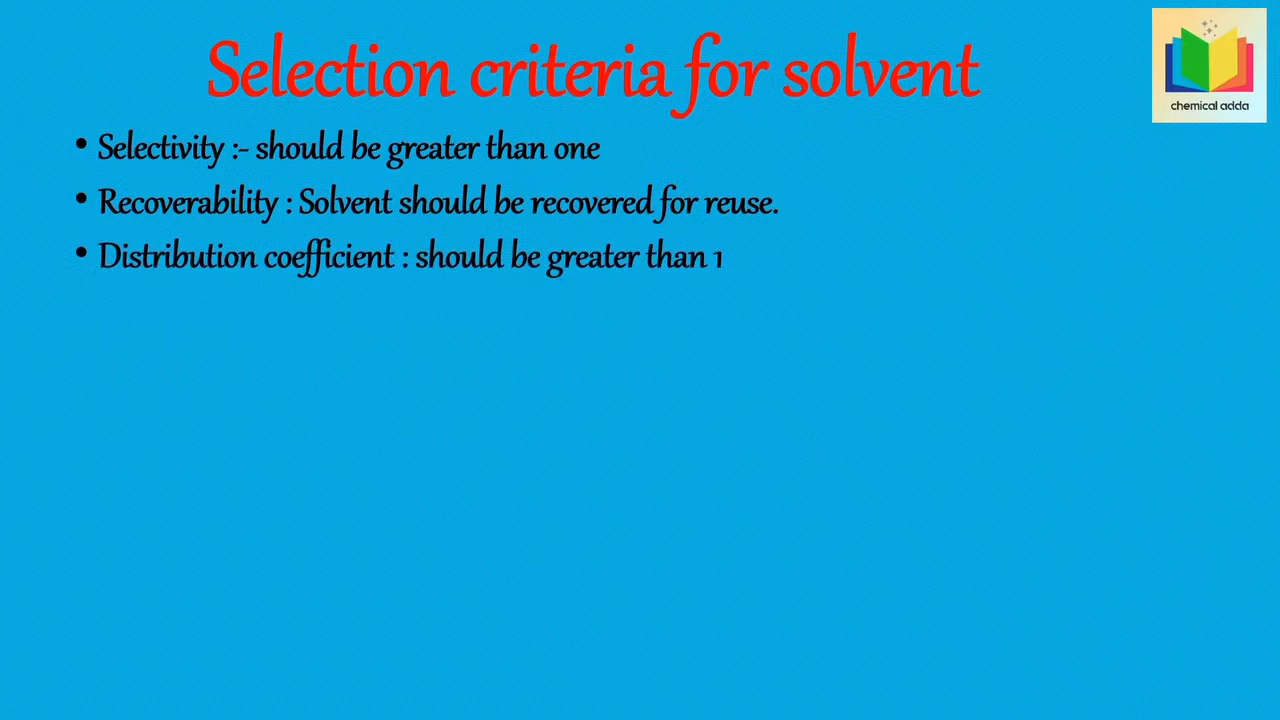 Selection criteria for solvent
chemical adda
• Selectivity :- should be greater than one
• Recoverability : Solvent should be recovered for reuse.
• Distribution coefficient : should be greater than 1